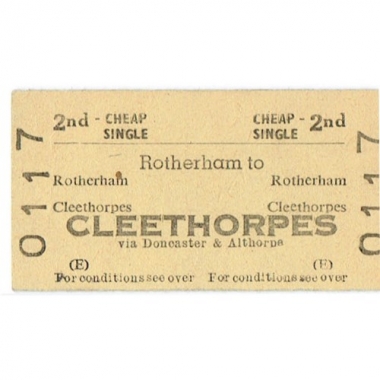 2nd - CHEAP SINGLE CHEAP SINGLE - 2nd
Rotherham to
Rotherham Rotherham
Cleethorpes Cleethorpes
CLEETHORPES
via Doncaster & Althorpe
(E) (E)
For conditions see over For conditions see over
0117 0117